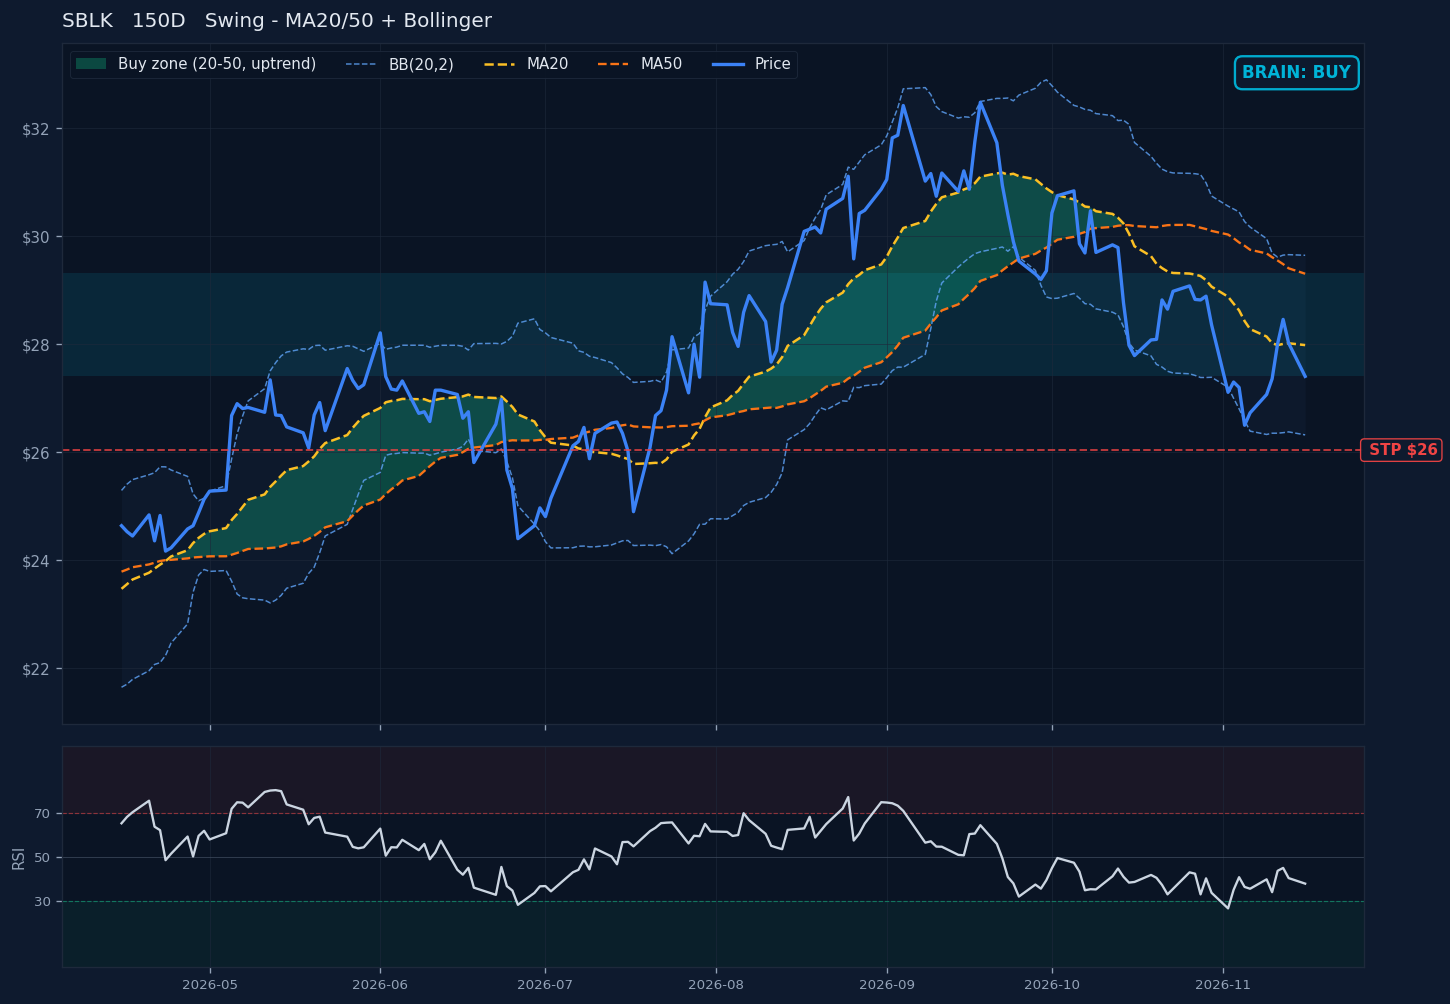 SBLK   150D   Swing - MA20/50 + Bollinger
Buy zone (20-50, uptrend)   BB(20,2)   MA20   MA50   Price
BRAIN: BUY
$32
$30
$28
$26
STP $26
$24
$22
70
50
30
RSI
2026-05   2026-06   2026-07   2026-08   2026-09   2026-10   2026-11